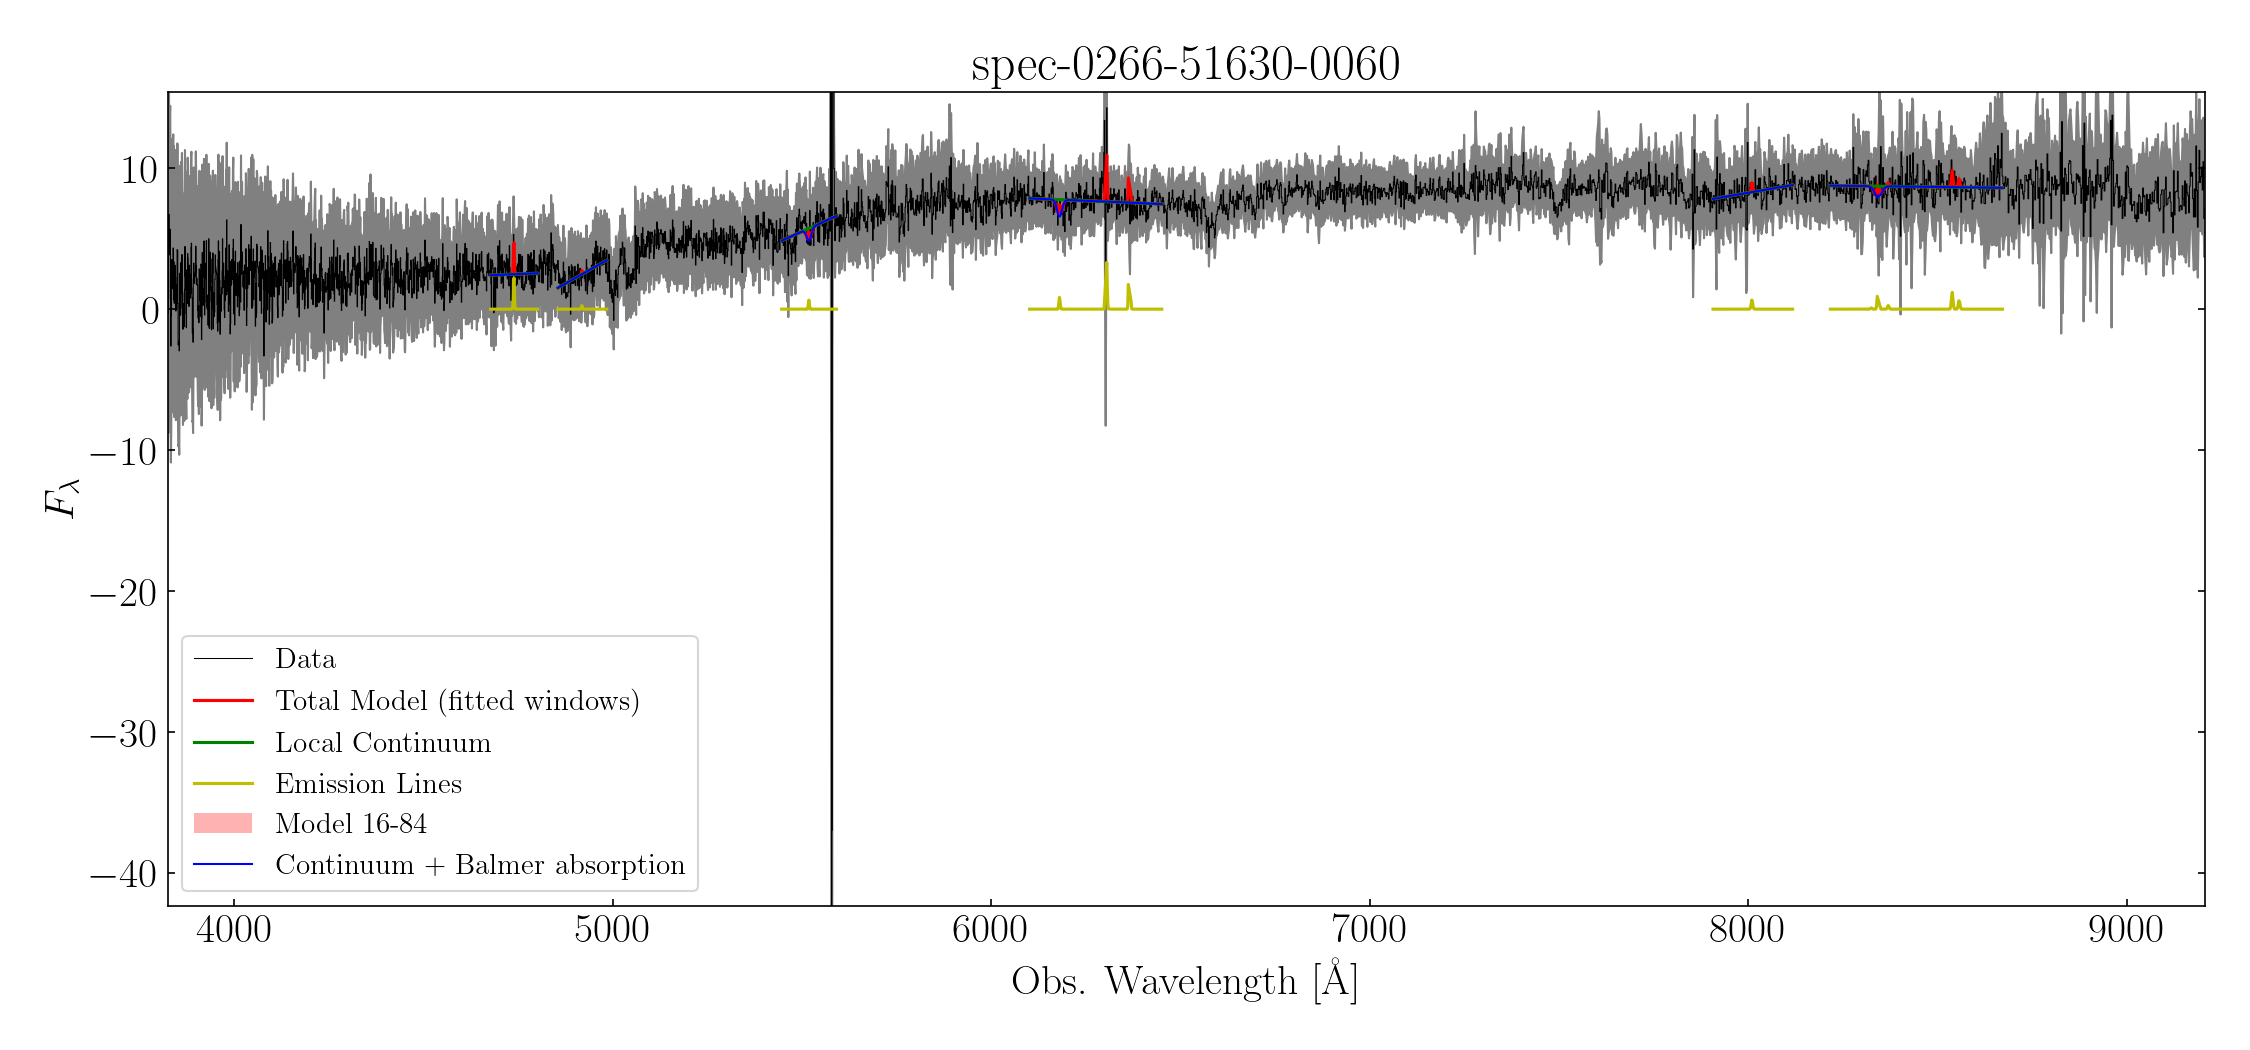 spec-0266-51630-0060
10
0
−10
−20
−30
−40
F_λ
Data
Total Model (fitted windows)
Local Continuum
Emission Lines
Model 16-84
Continuum + Balmer absorption
4000 5000 6000 7000 8000 9000
Obs. Wavelength [Å]